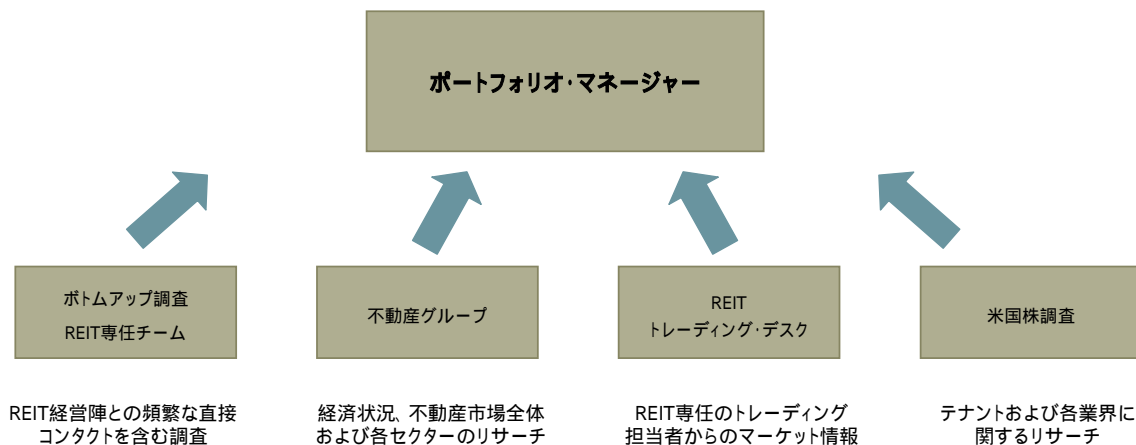 ポートフォリオ・マネージャー
ボトムアップ調査
REIT専任チーム
不動産グループ
REIT
トレーディング・デスク
米国株調査
REIT経営陣との頻繁な直接
コンタクトを含む調査
経済状況、不動産市場全体
および各セクターのリサーチ
REIT専任のトレーディング
担当者からのマーケット情報
テナントおよび各業界に
関するリサーチ